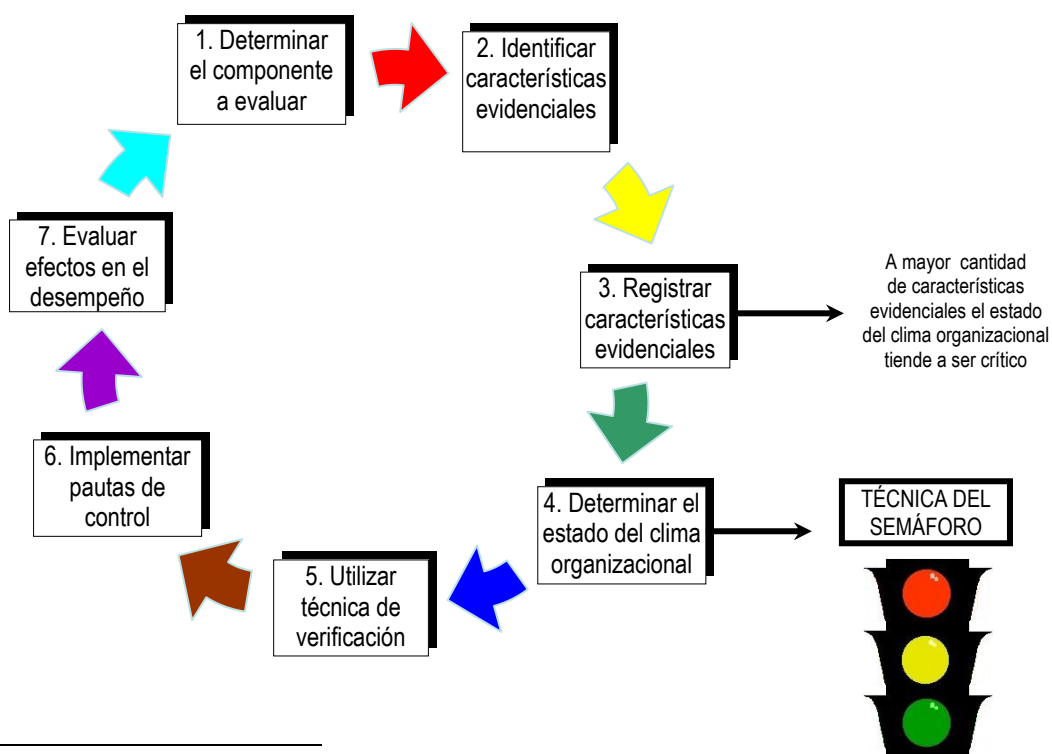 1. Determinar
el componente
a evaluar
2. Identificar
características
evidenciales
3. Registrar
características
evidenciales
A mayor cantidad
de características
evidenciales el estado
del clima organizacional
tiende a ser crítico
4. Determinar el
estado del clima
organizacional
TÉCNICA DEL
SEMÁFORO
5. Utilizar
técnica de
verificación
6. Implementar
pautas de
control
7. Evaluar
efectos en el
desempeño